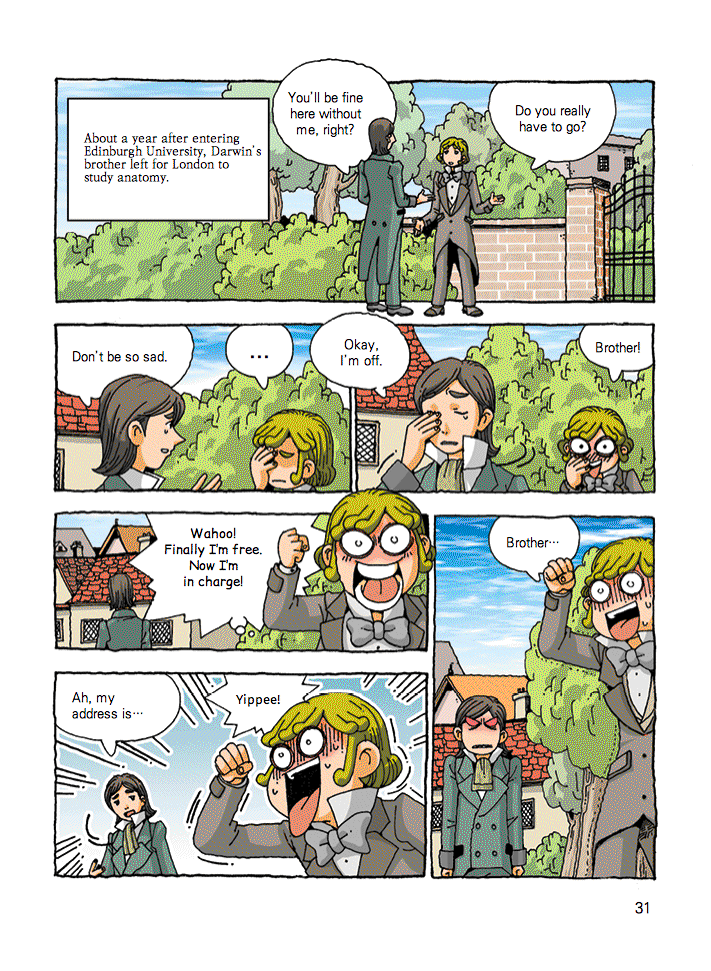 About a year after entering
Edinburgh University, Darwin's
brother left for London to
study anatomy.
You'll be fine
here without
me, right?
Do you really
have to go?
Don't be so sad.
...
Okay,
I'm off.
Brother!
Wahoo!
Finally I'm free.
Now I'm
in charge!
Ah, my
address is...
Yippee!
Brother...
31